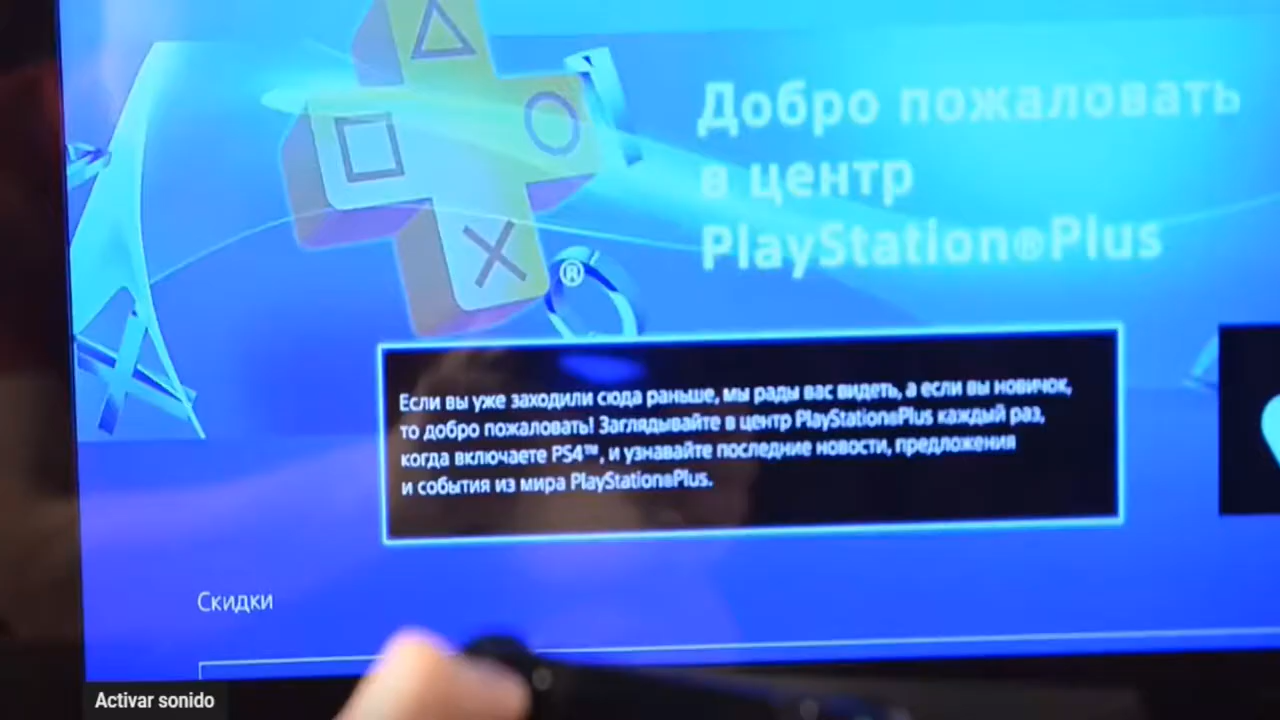 Добро пожаловать
в центр
PlayStation®Plus
®
Если вы уже заходили сюда раньше, мы рады вас видеть, а если вы новичок,
то добро пожаловать! Заглядывайте в центр PlayStation®Plus каждый раз,
когда включаете PS4™, и узнавайте последние новости, предложения
и события из мира PlayStation®Plus.
Скидки
Activar sonido